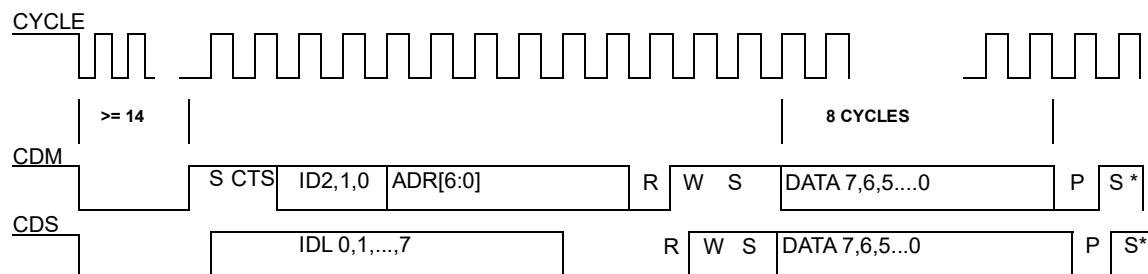 CYCLE
>= 14
8 CYCLES
CDM
S CTS ID2,1,0 ADR[6:0] R W S DATA 7,6,5....0 P S *
CDS
IDL 0,1,...,7 R W S DATA 7,6,5...0 P S*